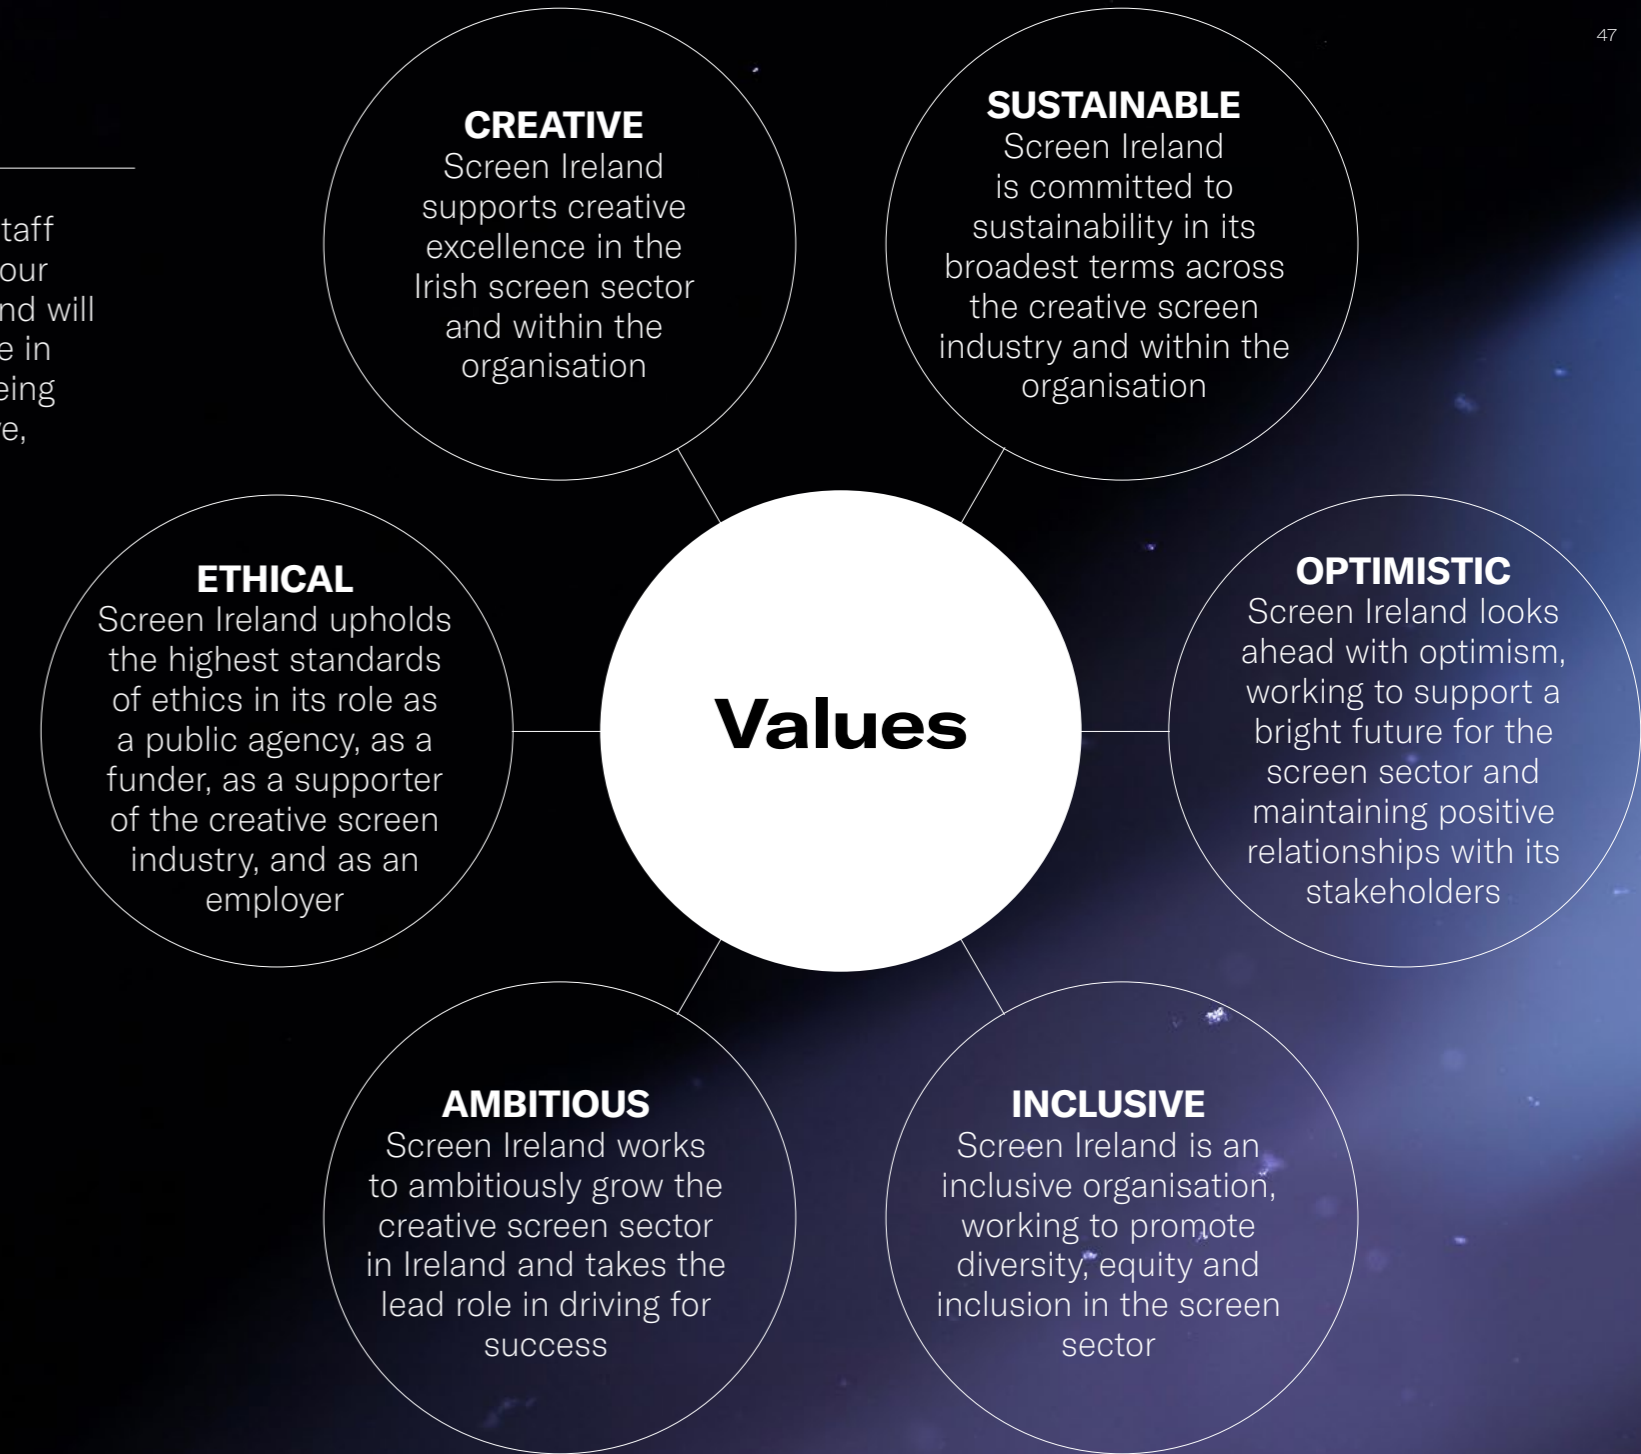 47
taff
our
nd will
e in
eing
e,
CREATIVE
Screen Ireland
supports creative
excellence in the
Irish screen sector
and within the
organisation
SUSTAINABLE
Screen Ireland
is committed to
sustainability in its
broadest terms across
the creative screen
industry and within the
organisation
ETHICAL
Screen Ireland upholds
the highest standards
of ethics in its role as
a public agency, as a
funder, as a supporter
of the creative screen
industry, and as an
employer
Values
OPTIMISTIC
Screen Ireland looks
ahead with optimism,
working to support a
bright future for the
screen sector and
maintaining positive
relationships with its
stakeholders
AMBITIOUS
Screen Ireland works
to ambitiously grow the
creative screen sector
in Ireland and takes the
lead role in driving for
success
INCLUSIVE
Screen Ireland is an
inclusive organisation,
working to promote
diversity, equity and
inclusion in the screen
sector